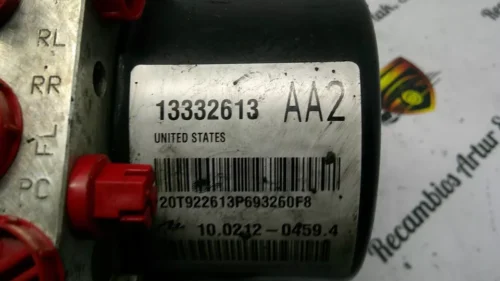 RL
RR
FL
PC
13332613 AA2
UNITED STATES
20T922613P693260F8
10.0212-0459.4
Recambios Artur